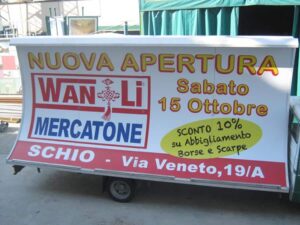 NUOVA APERTURA
WAN LI
MERCATONE
Sabato
15 Ottobre
SCONTO 10%
su Abbigliamento
Borse e Scarpe
SCHIO - Via Veneto,19/A